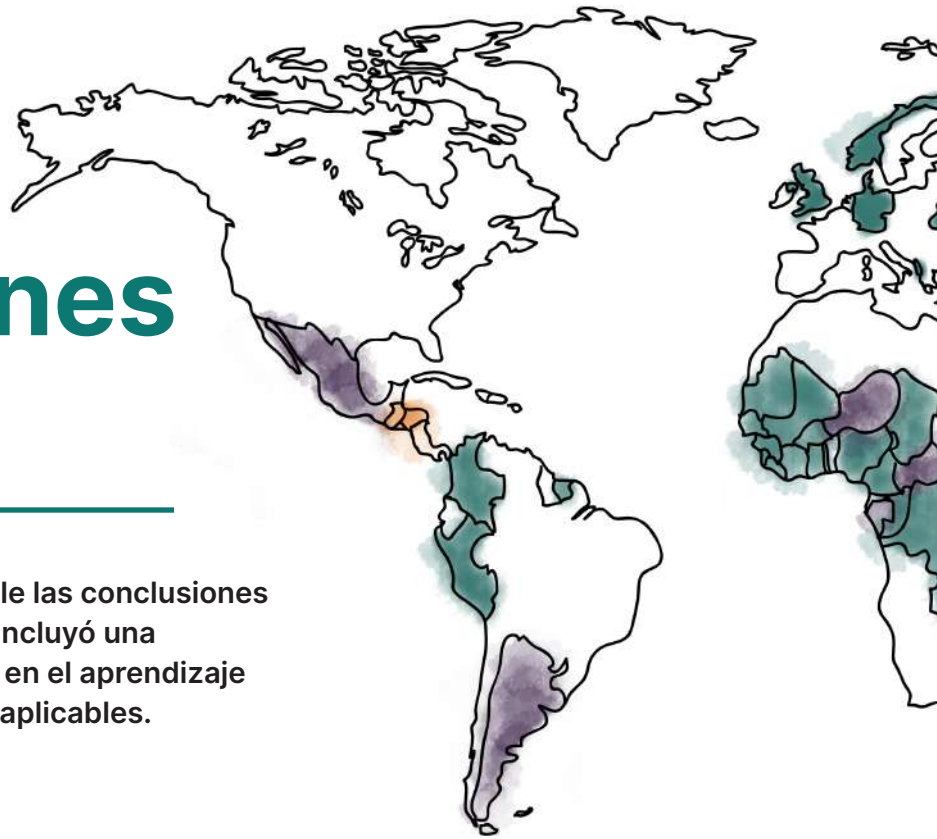 nes
le las conclusiones
ncluyó una
en el aprendizaje
aplicables.